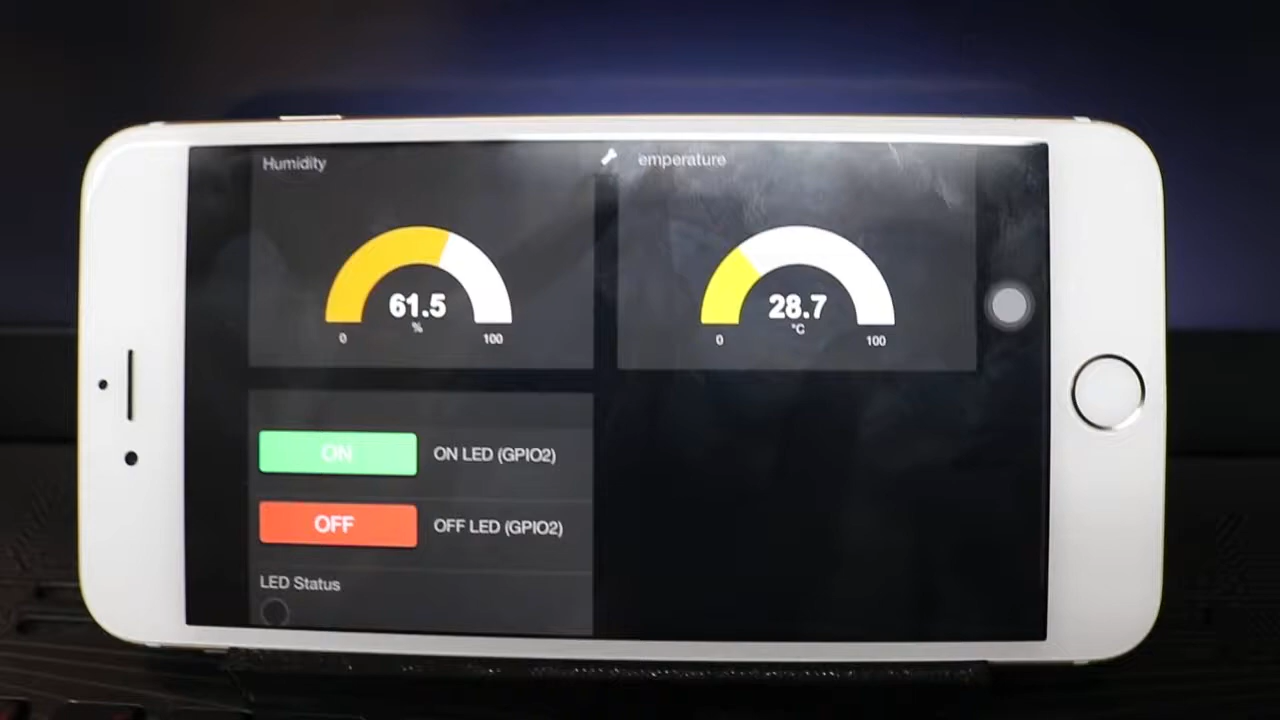 Humidity
emperature
61.5
%
0
100
28.7
°C
0
100
ON
ON LED (GPIO2)
OFF
OFF LED (GPIO2)
LED Status